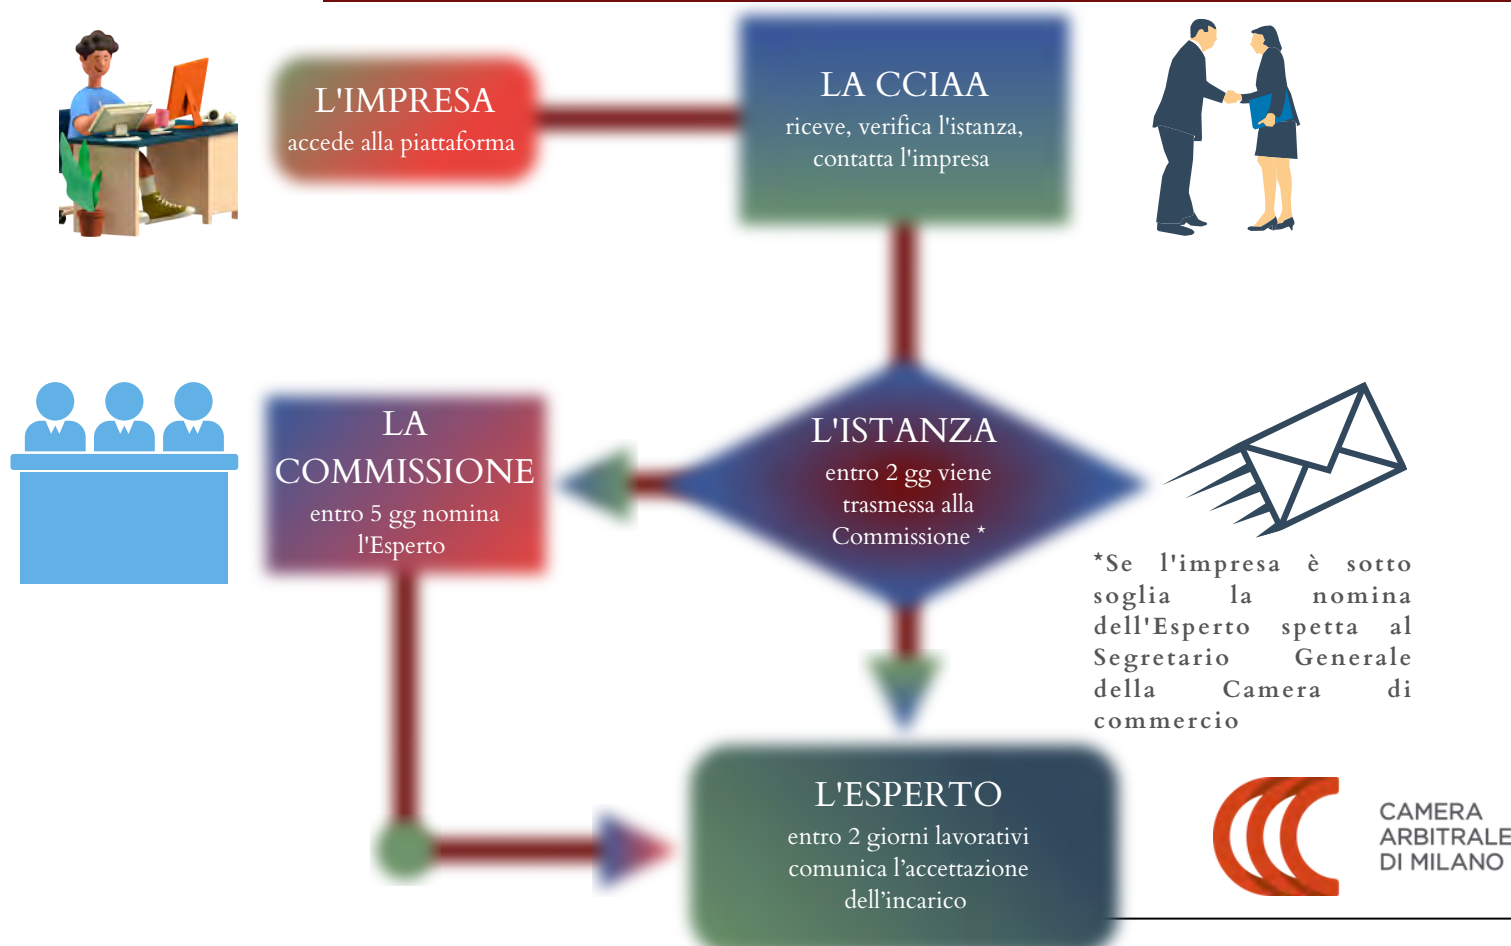 L'IMPRESA
accede alla piattaforma
LA CCIAA
riceve, verifica l'istanza,
contatta l'impresa
LA
COMMISSIONE
entro 5 gg nomina
l'Esperto
L'ISTANZA
entro 2 gg viene
trasmessa alla
Commissione *
*Se l'impresa è sotto
soglia la nomina
dell'Esperto spetta al
Segretario Generale
della Camera di
commercio
L'ESPERTO
entro 2 giorni lavorativi
comunica l’accettazione
dell’incarico
CAMERA
ARBITRALE
DI MILANO